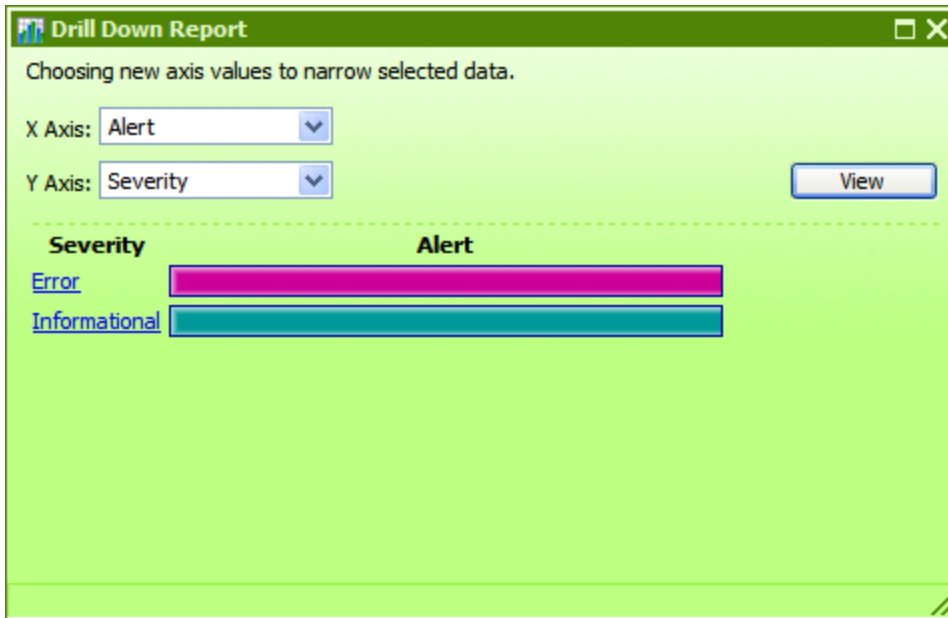 Drill Down Report
Choosing new axis values to narrow selected data.
X Axis: Alert
Y Axis: Severity View
Severity Alert
Error
Informational